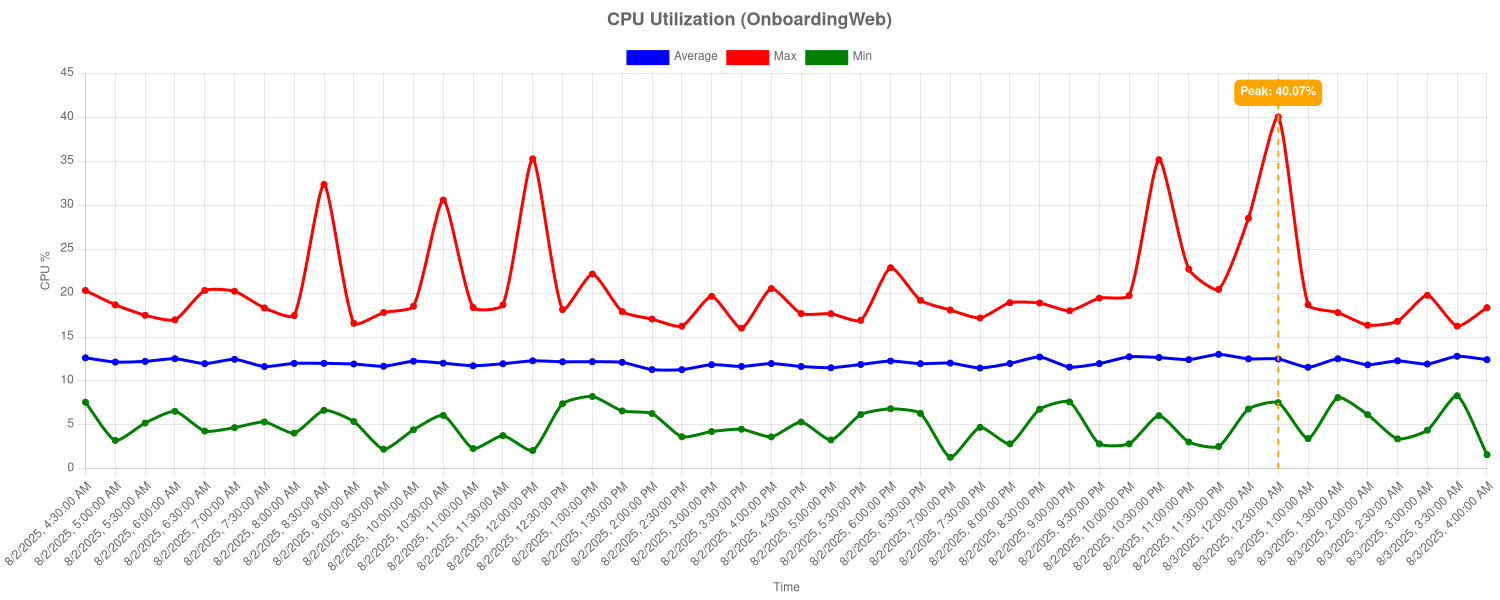 CPU Utilization (OnboardingWeb)
Average Max Min
Peak: 40.07%
45
40
35
30
25
20
15
10
5
0
CPU %
8/2/2025, 4:30:00 AM
8/2/2025, 5:00:00 AM
8/2/2025, 5:30:00 AM
8/2/2025, 6:00:00 AM
8/2/2025, 6:30:00 AM
8/2/2025, 7:00:00 AM
8/2/2025, 7:30:00 AM
8/2/2025, 8:00:00 AM
8/2/2025, 8:30:00 AM
8/2/2025, 9:00:00 AM
8/2/2025, 9:30:00 AM
8/2/2025, 10:00:00 AM
8/2/2025, 10:30:00 AM
8/2/2025, 11:00:00 AM
8/2/2025, 11:30:00 AM
8/2/2025, 12:00:00 PM
8/2/2025, 12:30:00 PM
8/2/2025, 1:00:00 PM
8/2/2025, 1:30:00 PM
8/2/2025, 2:00:00 PM
8/2/2025, 2:30:00 PM
8/2/2025, 3:00:00 PM
8/2/2025, 3:30:00 PM
8/2/2025, 4:00:00 PM
8/2/2025, 4:30:00 PM
8/2/2025, 5:00:00 PM
8/2/2025, 5:30:00 PM
8/2/2025, 6:00:00 PM
8/2/2025, 6:30:00 PM
8/2/2025, 7:00:00 PM
8/2/2025, 7:30:00 PM
8/2/2025, 8:00:00 PM
8/2/2025, 8:30:00 PM
8/2/2025, 9:00:00 PM
8/2/2025, 9:30:00 PM
8/2/2025, 10:00:00 PM
8/2/2025, 10:30:00 PM
8/2/2025, 11:00:00 PM
8/2/2025, 11:30:00 PM
8/3/2025, 12:00:00 AM
8/3/2025, 12:30:00 AM
8/3/2025, 1:00:00 AM
8/3/2025, 1:30:00 AM
8/3/2025, 2:00:00 AM
8/3/2025, 2:30:00 AM
8/3/2025, 3:00:00 AM
8/3/2025, 3:30:00 AM
8/3/2025, 4:00:00 AM
Time